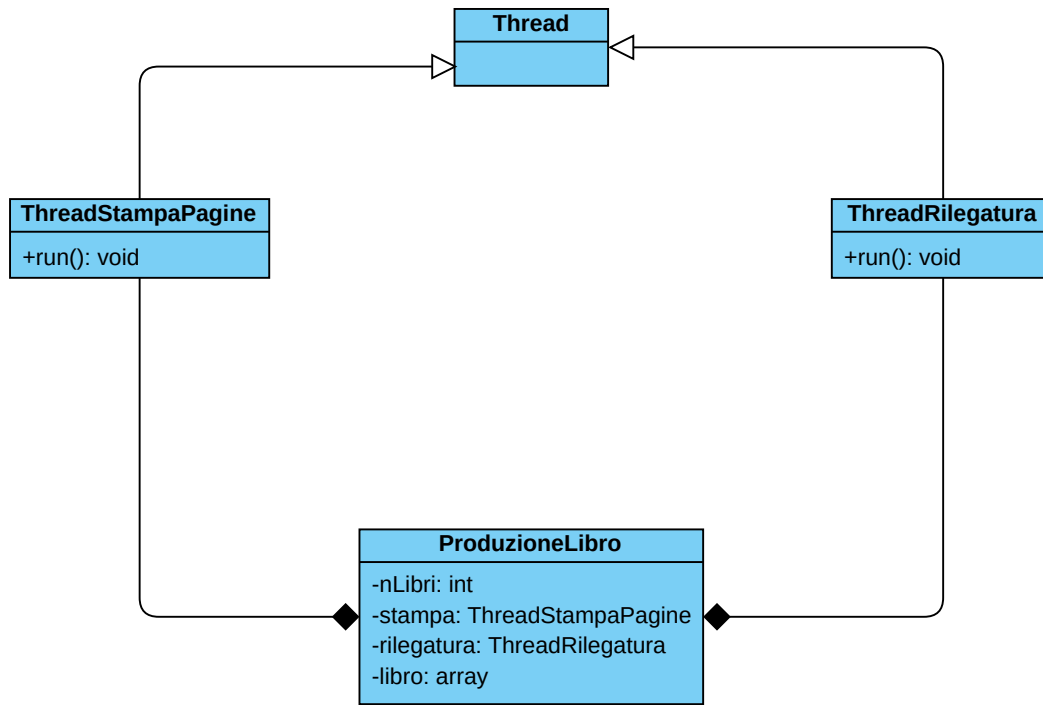 Thread
ThreadStampaPagine
+run(): void
ThreadRilegatura
+run(): void
ProduzioneLibro
-nLibri: int
-stampa: ThreadStampaPagine
-rilegatura: ThreadRilegatura
-libro: array